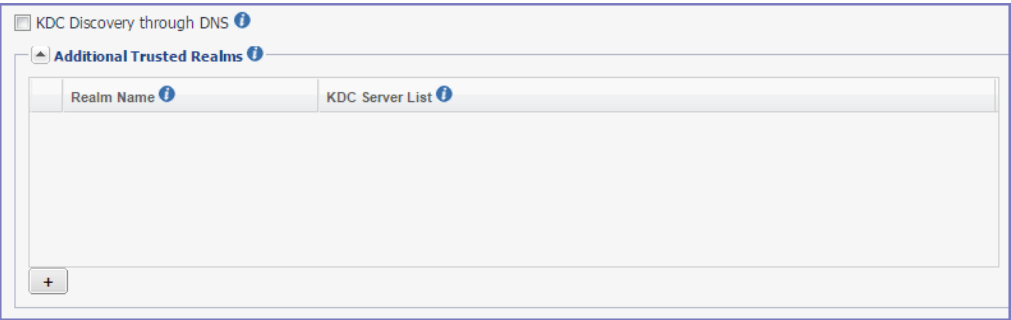 KDC Discovery through DNS
Additional Trusted Realms
Realm Name KDC Server List
+